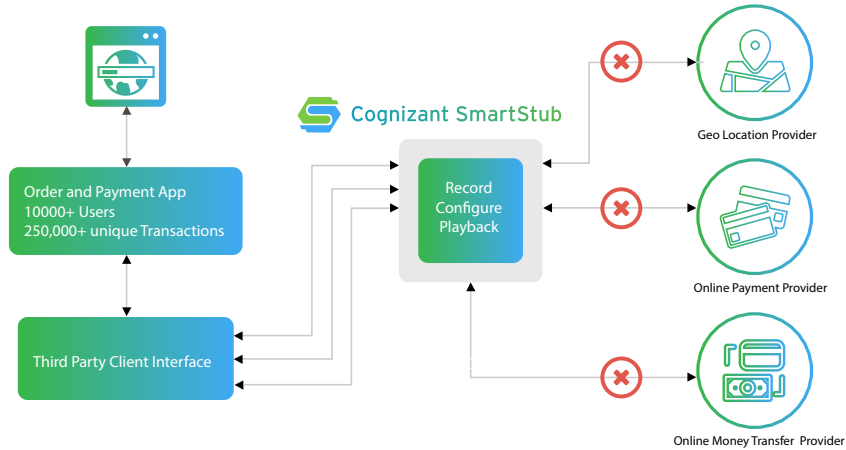 Cognizant SmartStub
Geo Location Provider
Order and Payment App
10000+ Users
250,000+ unique Transactions
Record
Configure
Playback
Online Payment Provider
Third Party Client Interface
Online Money Transfer Provider